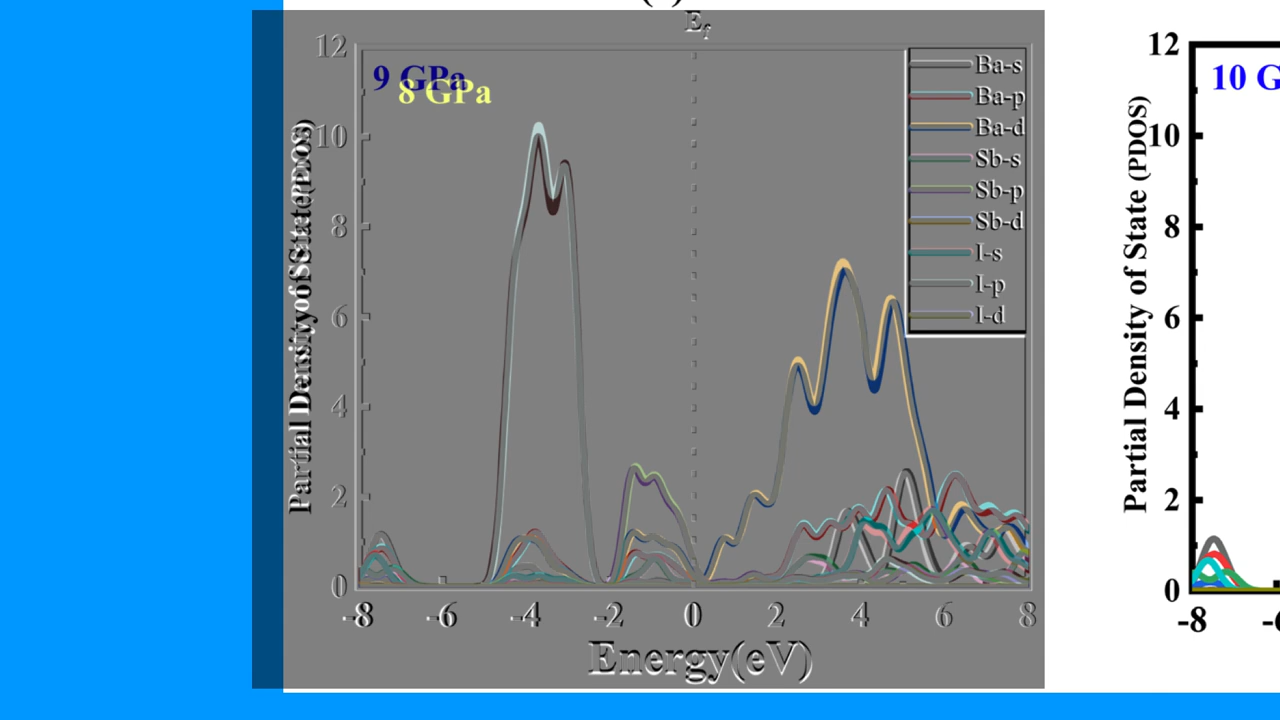 E_f
12
9 GPa
8 GPa
10
8
6
4
2
0
Partial Density of State (PDOS)
-8 -6 -4 -2 0 2 4 6 8
Energy(eV)
Ba-s
Ba-p
Ba-d
Sb-s
Sb-p
Sb-d
I-s
I-p
I-d
12
10 G
10
8
6
4
2
0
Partial Density of State (PDOS)
-8